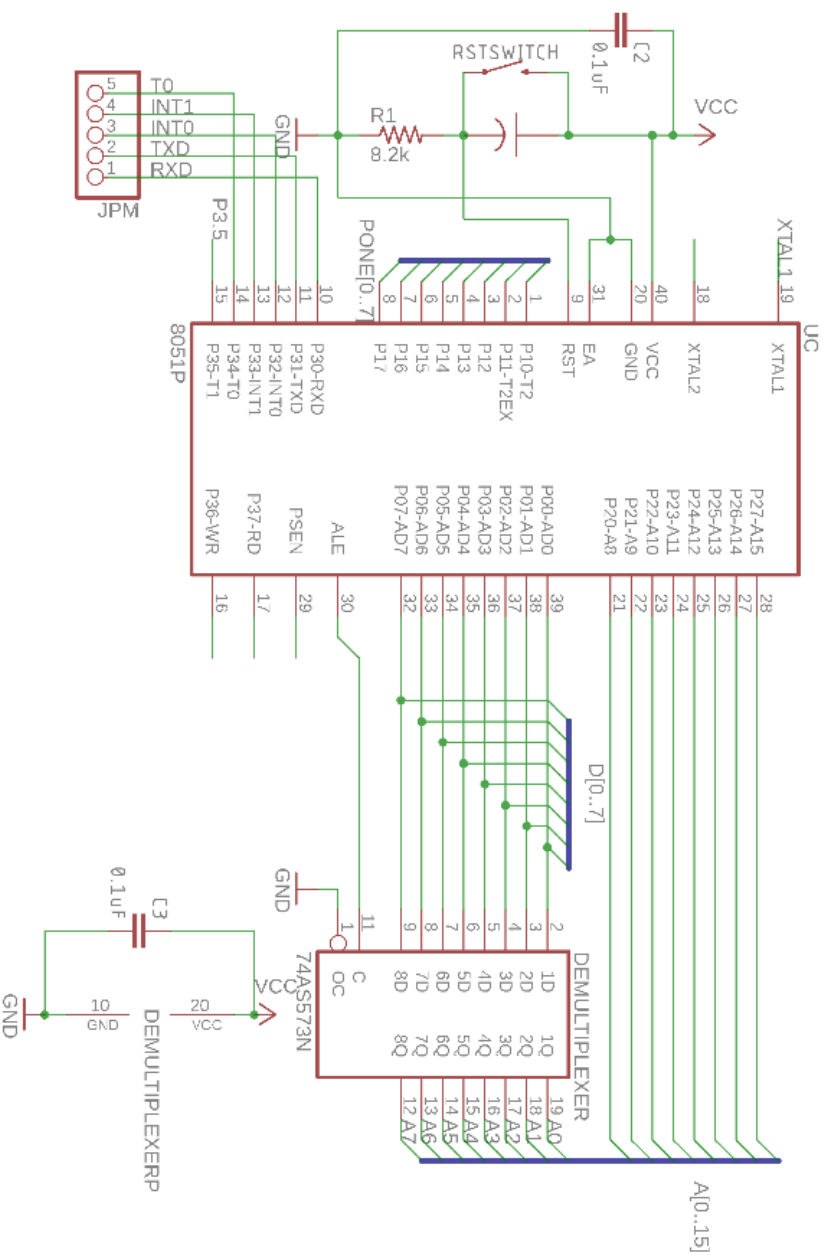 C2
0.1uF
RSTSWITCH
VCC
R1
8.2k
GND
5 T0
4 INT1
3 INT0
2 TXD
1 RXD
JPM
P3.5
PONE[0..7]
XTAL1
15
14
13
12
11
10
8
7
6
5
4
3
2
1
9
31
20
40
18
19
UC
8051P
P35-T1
P34-T0
P33-INT1
P32-INT0
P31-TXD
P30-RXD
P17
P16
P15
P14
P13
P12
P11-T2EX
P10-T2
RST
EA
GND
VCC
XTAL2
XTAL1
P36-WR
P37-RD
PSEN
ALE
P07-AD7
P06-AD6
P05-AD5
P04-AD4
P03-AD3
P02-AD2
P01-AD1
P00-AD0
P20-A8
P21-A9
P22-A10
P23-A11
P24-A12
P25-A13
P26-A14
P27-A15
16
17
29
30
32
33
34
35
36
37
38
39
21
22
23
24
25
26
27
28
D[0..7]
GND
1
11
9
8
7
6
5
4
3
2
74AS573N
DEMULTIPLEXER
OC
C
8D
7D
6D
5D
4D
3D
2D
1D
8Q
7Q
6Q
5Q
4Q
3Q
2Q
1Q
12 A7
13 A6
14 A5
15 A4
16 A3
17 A2
18 A1
19 A0
A[0..15]
C3
0.1uF
VCC
GND
10
GND
20
VCC
DEMULTIPLEXERP